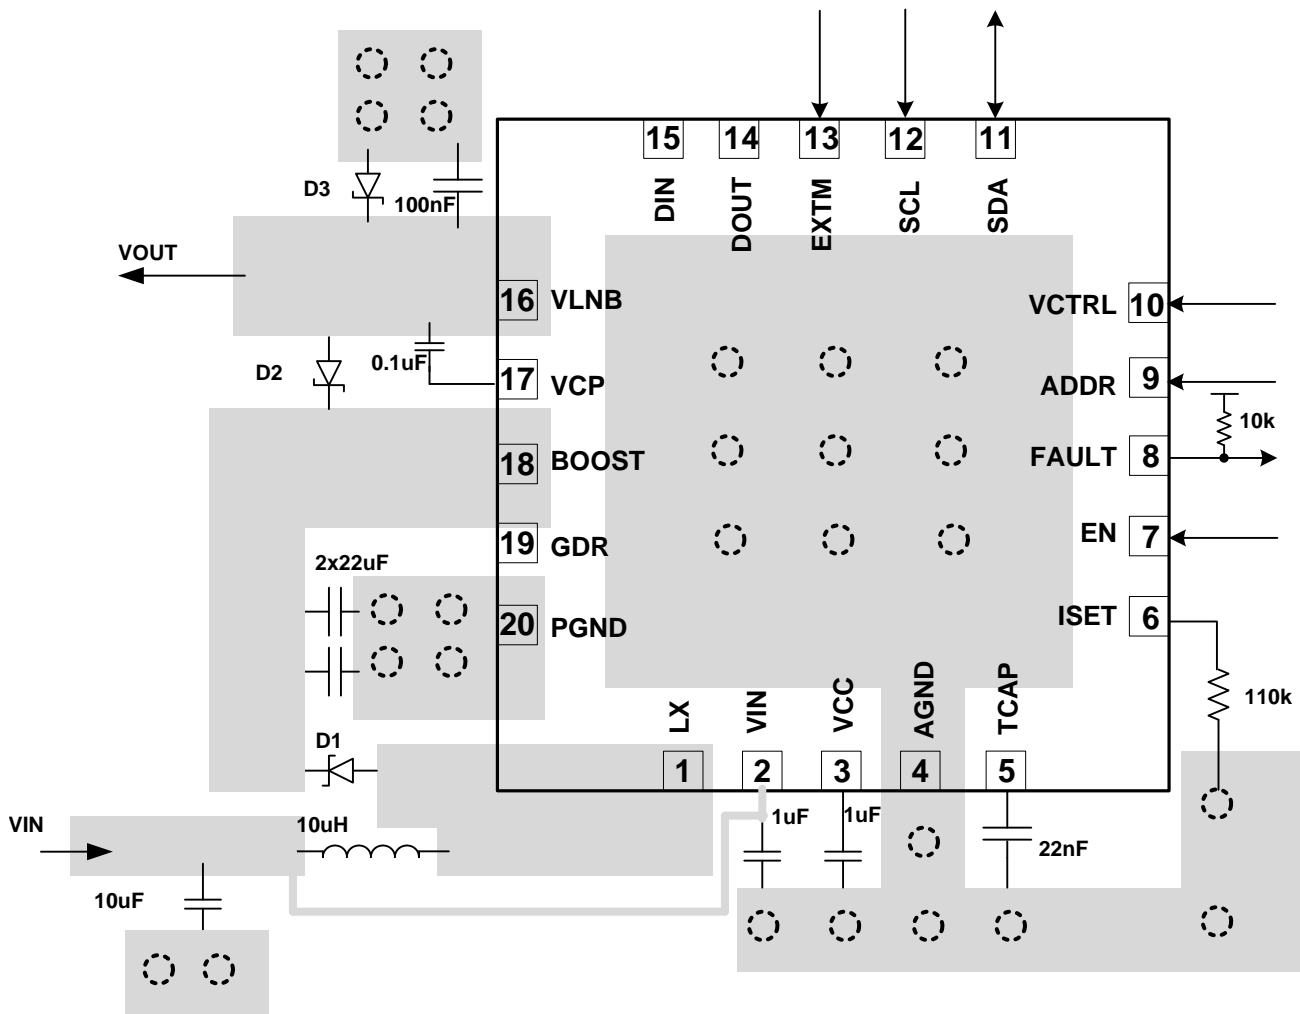 15
14
13
12
11
DIN
DOUT
EXTM
SCL
SDA
D3
100nF
VOUT
16 VLNB
VCTRL 10
D2
0.1uF
17 VCP
ADDR 9
10k
18 BOOST
FAULT 8
19 GDR
EN 7
2x22uF
20 PGND
ISET 6
110k
LX
VIN
VCC
AGND
TCAP
D1
1
2
3
4
5
VIN
10uH
1uF
1uF
22nF
10uF